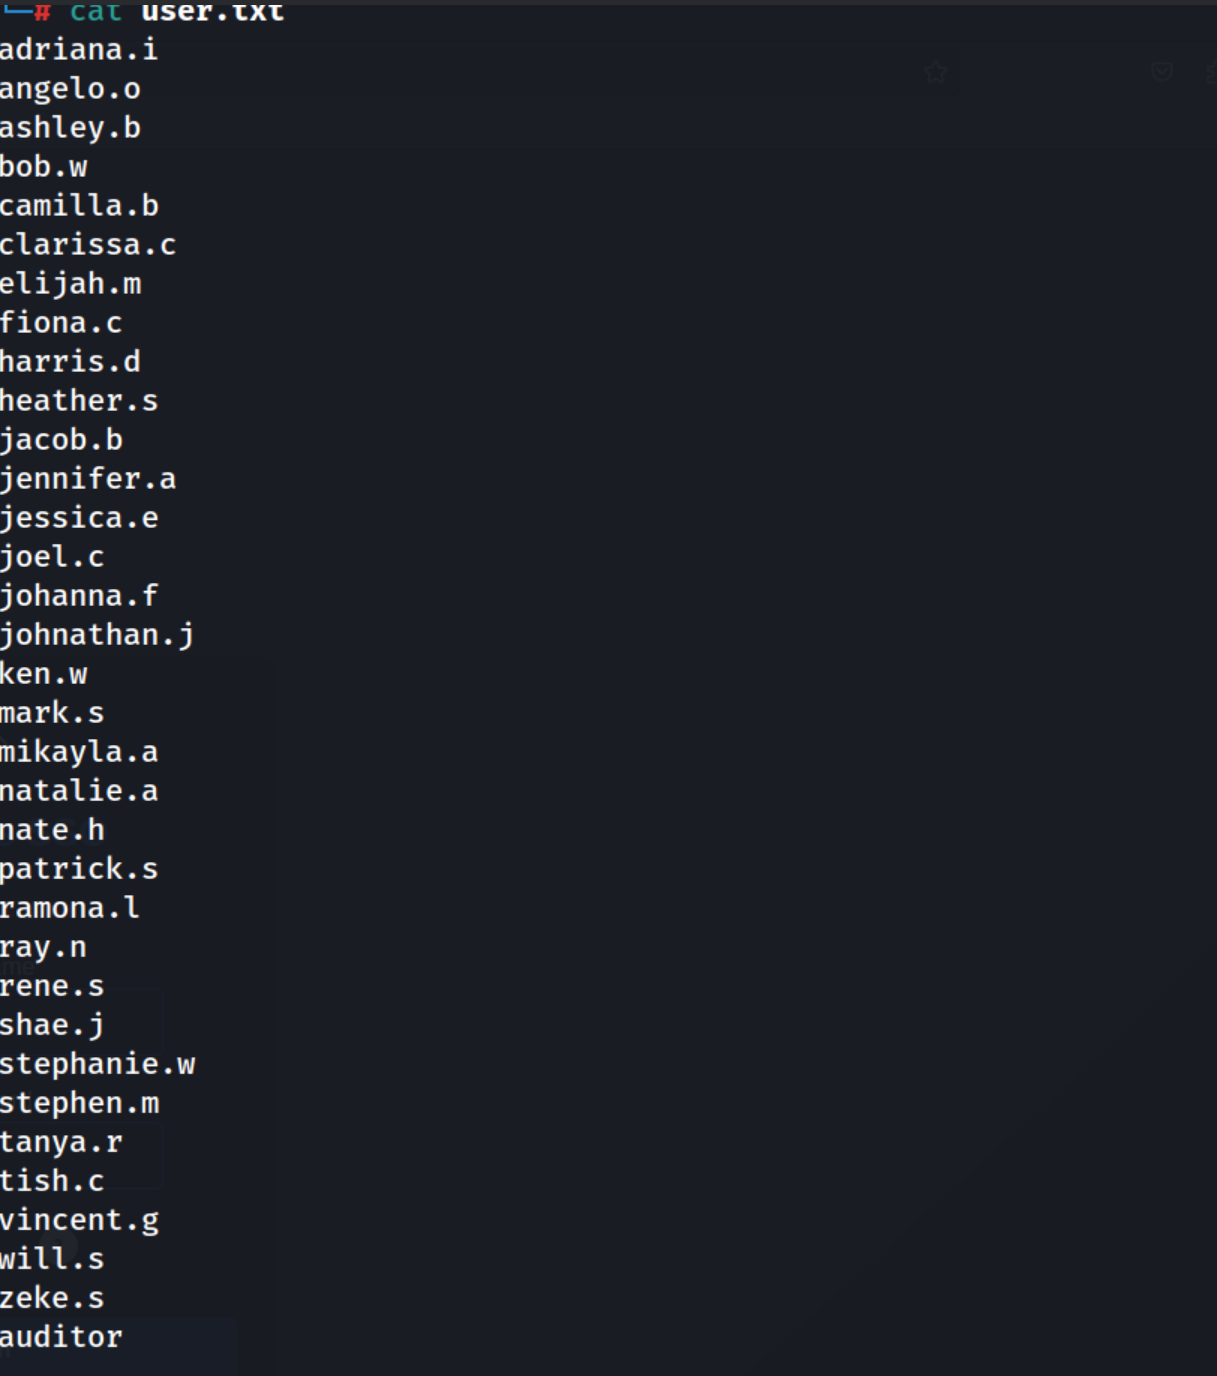 └─# cat user.txt
adriana.i
angelo.o
ashley.b
bob.w
camilla.b
clarissa.c
elijah.m
fiona.c
harris.d
heather.s
jacob.b
jennifer.a
jessica.e
joel.c
johanna.f
johnathan.j
ken.w
mark.s
mikayla.a
natalie.a
nate.h
patrick.s
ramona.l
ray.n
rene.s
shae.j
stephanie.w
stephen.m
tanya.r
tish.c
vincent.g
will.s
zeke.s
auditor